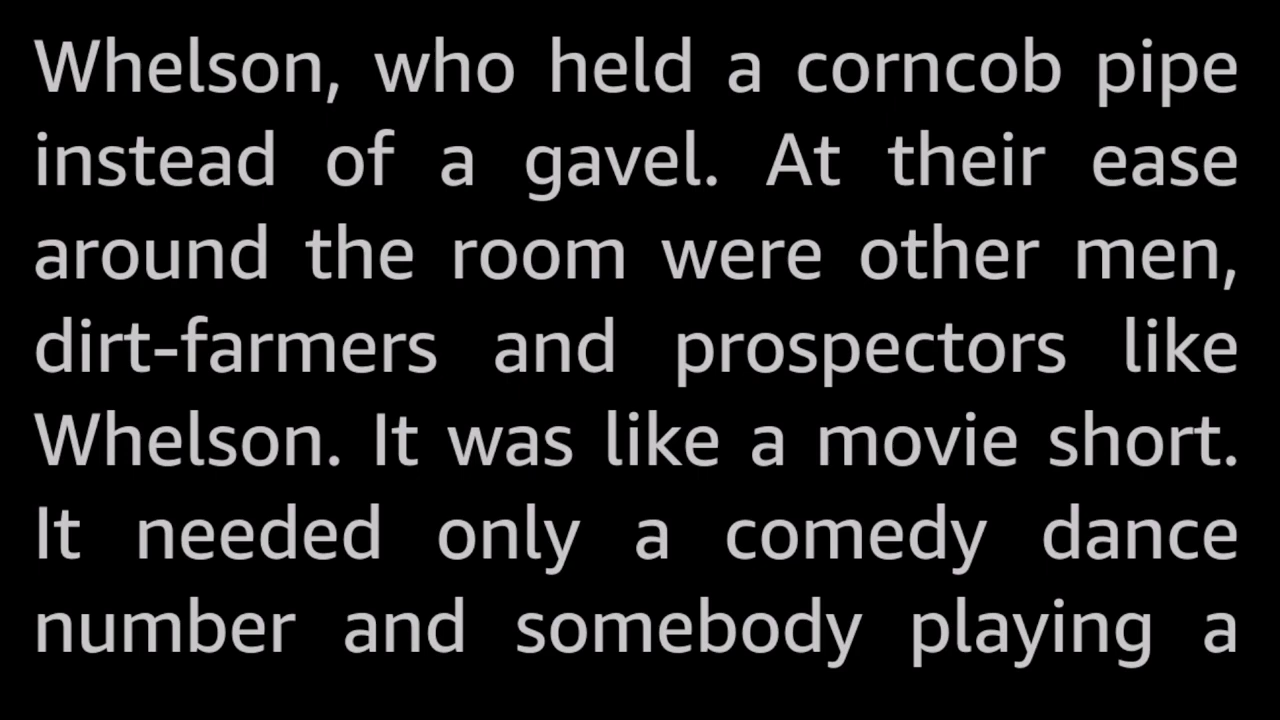 Whelson, who held a corncob pipe
instead of a gavel. At their ease
around the room were other men,
dirt-farmers and prospectors like
Whelson. It was like a movie short.
It needed only a comedy dance
number and somebody playing a